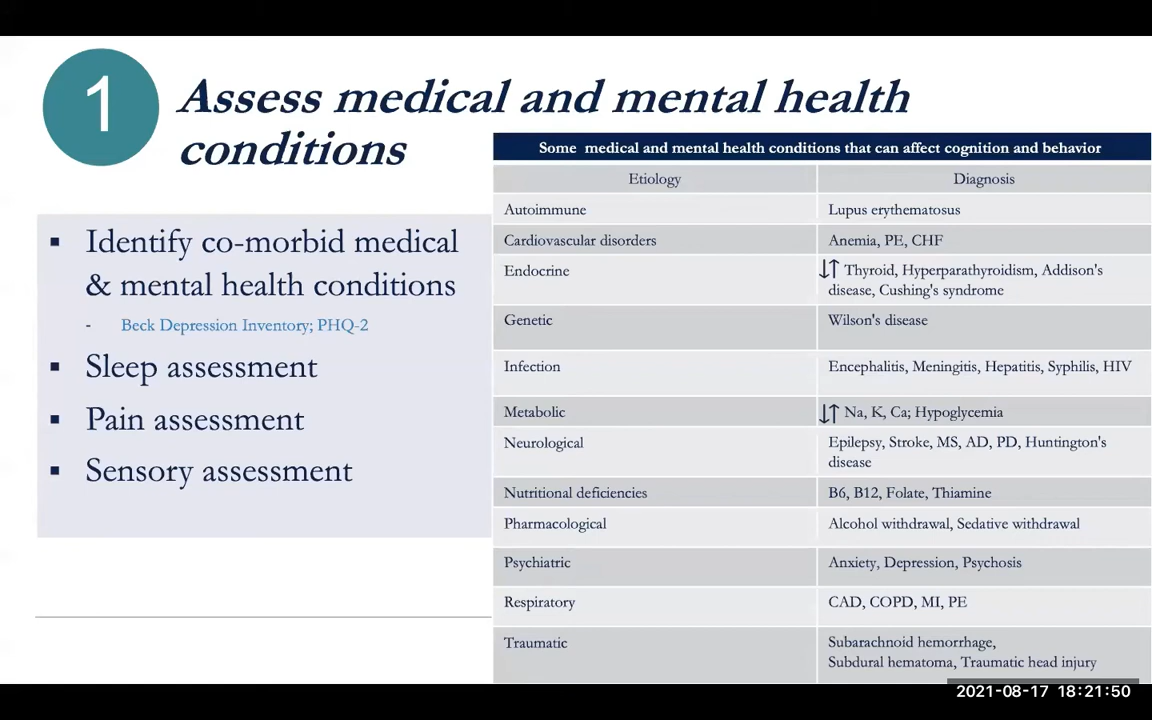 1
Assess medical and mental health
conditions
▪ Identify co-morbid medical
& mental health conditions
- Beck Depression Inventory; PHQ-2
▪ Sleep assessment
▪ Pain assessment
▪ Sensory assessment
Some medical and mental health conditions that can affect cognition and behavior
Etiology Diagnosis
Autoimmune Lupus erythematosus
Cardiovascular disorders Anemia, PE, CHF
Endocrine ↓↑ Thyroid, Hyperparathyroidism, Addison's
disease, Cushing's syndrome
Genetic Wilson's disease
Infection Encephalitis, Meningitis, Hepatitis, Syphilis, HIV
Metabolic ↓↑ Na, K, Ca; Hypoglycemia
Neurological Epilepsy, Stroke, MS, AD, PD, Huntington's
disease
Nutritional deficiencies B6, B12, Folate, Thiamine
Pharmacological Alcohol withdrawal, Sedative withdrawal
Psychiatric Anxiety, Depression, Psychosis
Respiratory CAD, COPD, MI, PE
Traumatic Subarachnoid hemorrhage,
Subdural hematoma, Traumatic head injury
2021-08-17 18:21:50